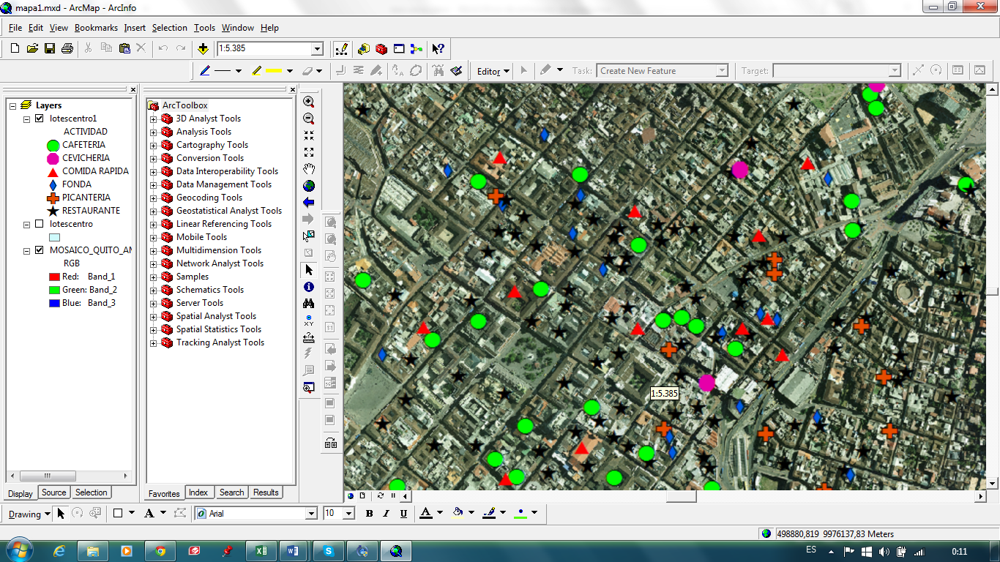 mapa1.mxd - ArcMap - ArcInfo
File Edit View Bookmarks Insert Selection Tools Window Help
1:5.385
Editor Task: Create New Feature Target:
Layers
lotescentro1
ACTIVIDAD
CAFETERIA
CEVICHERIA
COMIDA RAPIDA
FONDA
PICANTERIA
RESTAURANTE
lotescentro
MOSAICO_QUITO_AN
RGB
Red: Band_1
Green: Band_2
Blue: Band_3
Display Source Selection
ArcToolbox
3D Analyst Tools
Analysis Tools
Cartography Tools
Conversion Tools
Data Interoperability Tools
Data Management Tools
Geocoding Tools
Geostatistical Analyst Tools
Linear Referencing Tools
Mobile Tools
Multidimension Tools
Network Analyst Tools
Samples
Schematics Tools
Server Tools
Spatial Analyst Tools
Spatial Statistics Tools
Tracking Analyst Tools
Favorites Index Search Results
XY
1:1
1:5.385
Drawing A Arial 10 B I U A
498880,819 9976137,83 Meters
ES 0:11